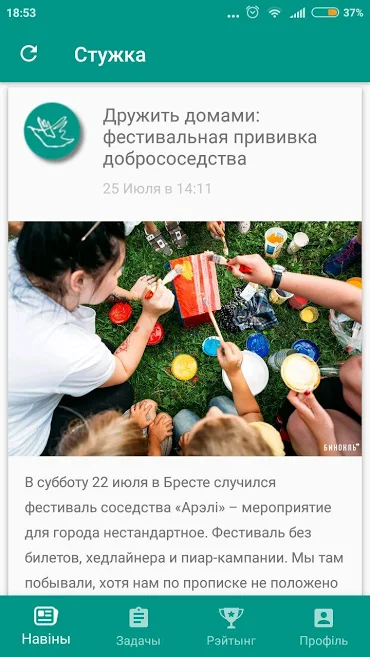 18:53
37%
Стужка
Дружить домами:
фестивальная прививка
добрососедства
25 Июля в 14:11
БИНОКЛЬ
В субботу 22 июля в Бресте случился
фестиваль соседства «Арэлі» – мероприятие
для города нестандартное. Фестиваль без
билетов, хедлайнера и пиар-кампании. Мы там
побывали, хотя нам по прописке не положено
Навіны
Задачы
Рэйтынг
Профіль